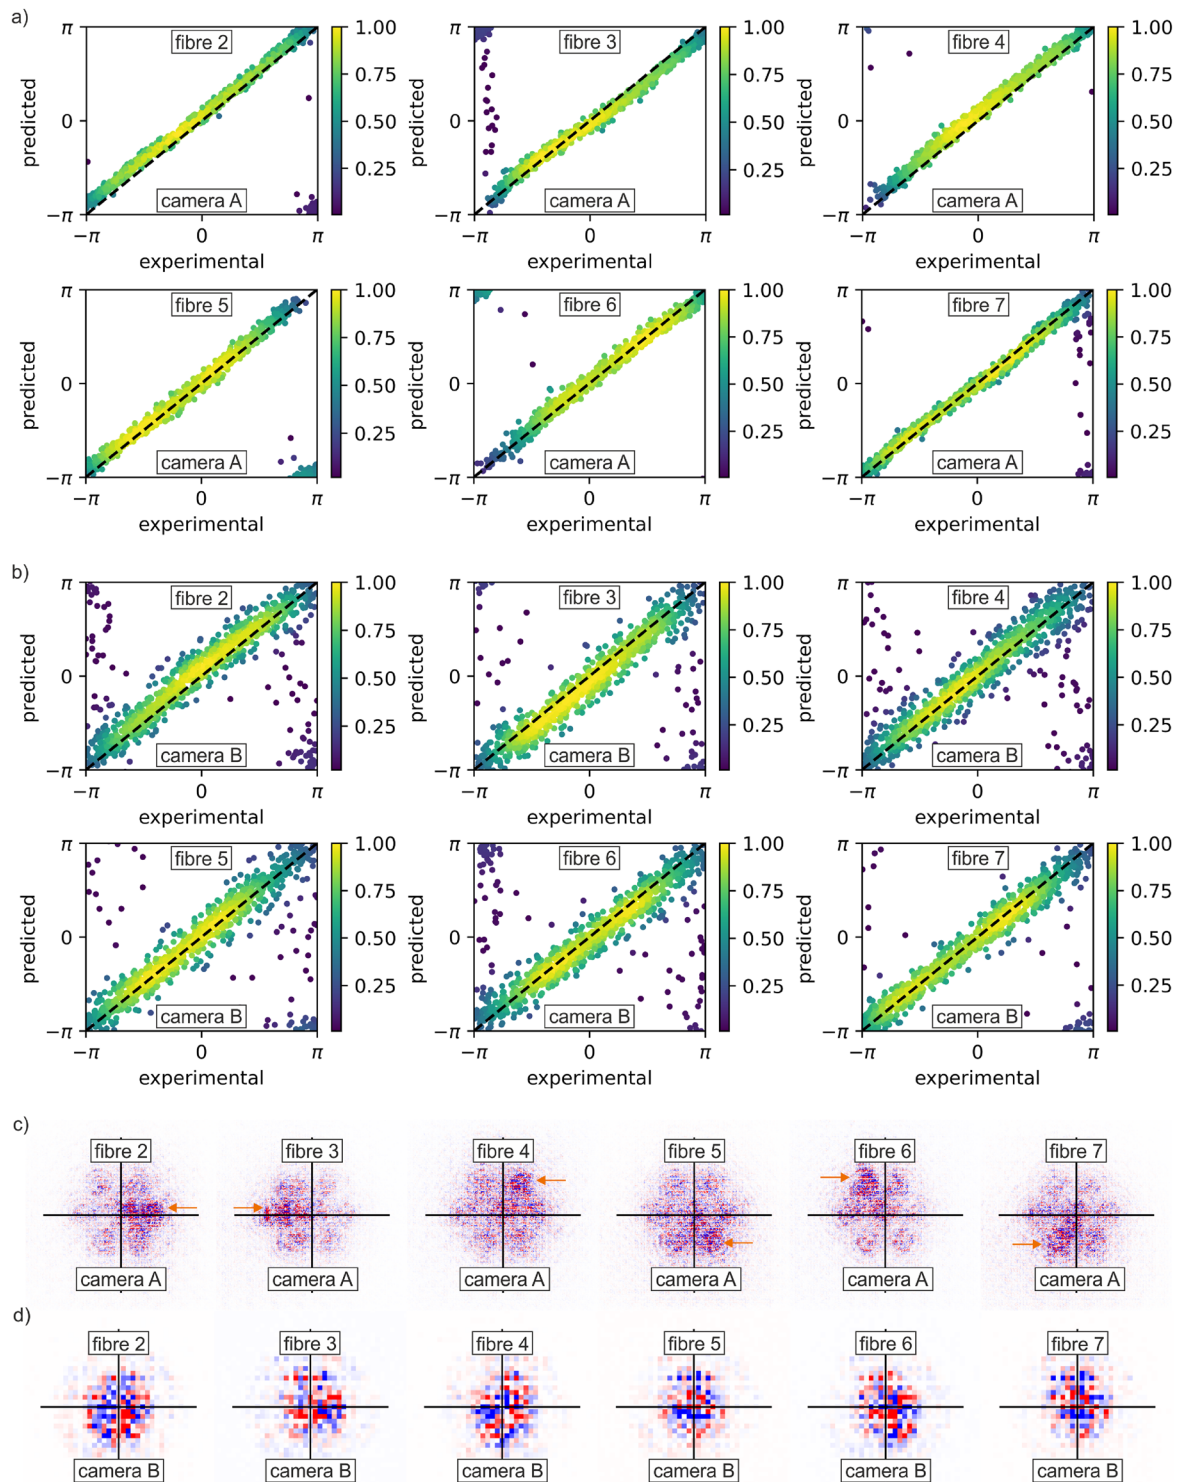 a)
π fibre 2 1.00
0.75
predicted 0 0.50
0.25
−π camera A
−π 0 π
experimental
π fibre 3 1.00
0.75
predicted 0 0.50
0.25
−π camera A
−π 0 π
experimental
π fibre 4 1.00
0.75
predicted 0 0.50
0.25
−π camera A
−π 0 π
experimental
π fibre 5 1.00
0.75
predicted 0 0.50
0.25
−π camera A
−π 0 π
experimental
π fibre 6 1.00
0.75
predicted 0 0.50
0.25
−π camera A
−π 0 π
experimental
π fibre 7 1.00
0.75
predicted 0 0.50
0.25
−π camera A
−π 0 π
experimental
b)
π fibre 2 1.00
0.75
predicted 0 0.50
0.25
−π camera B
−π 0 π
experimental
π fibre 3 1.00
0.75
predicted 0 0.50
0.25
−π camera B
−π 0 π
experimental
π fibre 4 1.00
0.75
predicted 0 0.50
0.25
−π camera B
−π 0 π
experimental
π fibre 5 1.00
0.75
predicted 0 0.50
0.25
−π camera B
−π 0 π
experimental
π fibre 6 1.00
0.75
predicted 0 0.50
0.25
−π camera B
−π 0 π
experimental
π fibre 7 1.00
0.75
predicted 0 0.50
0.25
−π camera B
−π 0 π
experimental
c)
fibre 2 fibre 3 fibre 4 fibre 5 fibre 6 fibre 7
camera A camera A camera A camera A camera A camera A
d)
fibre 2 fibre 3 fibre 4 fibre 5 fibre 6 fibre 7
camera B camera B camera B camera B camera B camera B